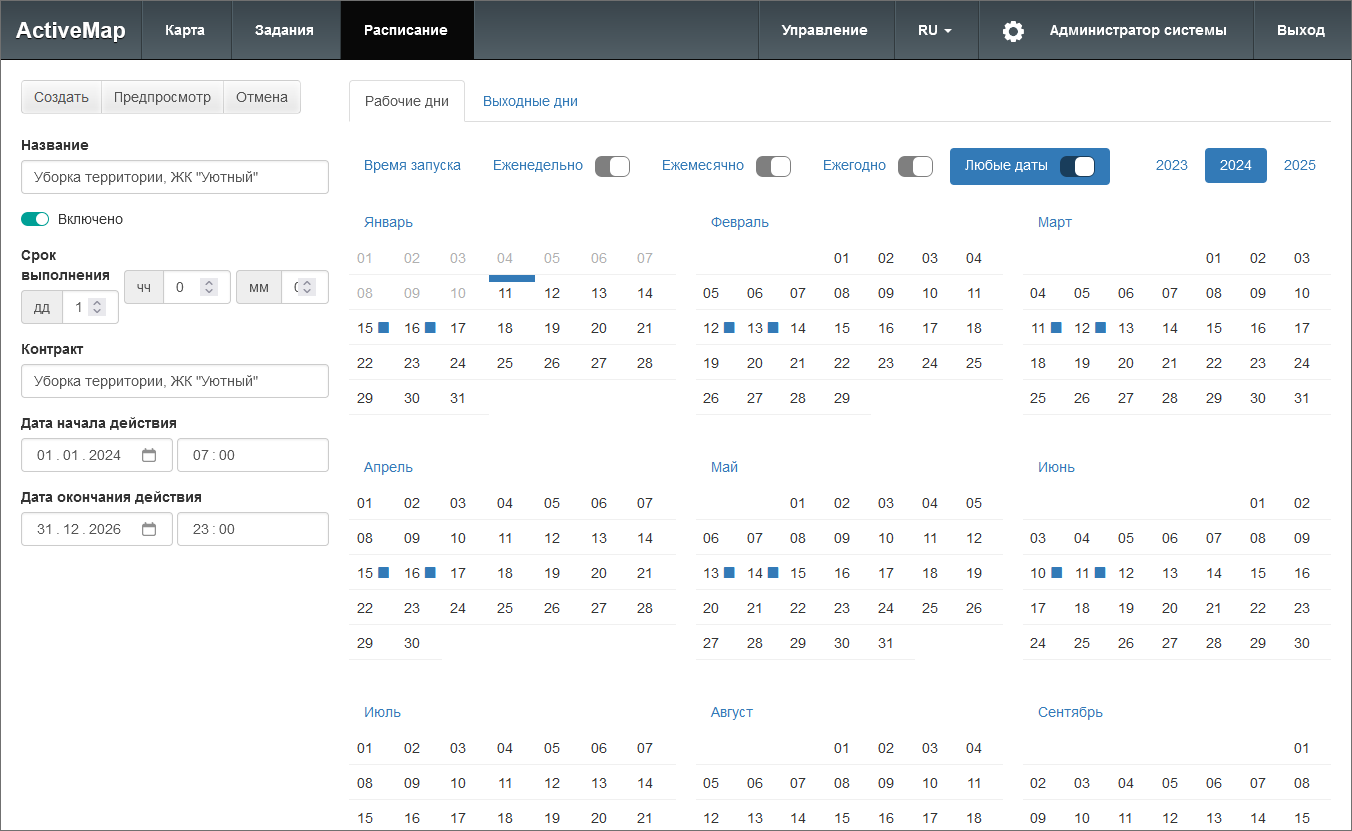 ActiveMap Карта Задания Расписание Управление RU Администратор системы Выход
Создать Предпросмотр Отмена
Название
Уборка территории, ЖК "Уютный"
Включено
Срок
выполнения
дд 1 чч 0 мм
Контракт
Уборка территории, ЖК "Уютный"
Дата начала действия
01 . 01 . 2024 07 : 00
Дата окончания действия
31 . 12 . 2026 23 : 00
Рабочие дни Выходные дни
Время запуска Еженедельно Ежемесячно Ежегодно Любые даты 2023 2024 2025
Январь
01 02 03 04 05 06 07
08 09 10 11 12 13 14
15 16 17 18 19 20 21
22 23 24 25 26 27 28
29 30 31
Февраль
01 02 03 04
05 06 07 08 09 10 11
12 13 14 15 16 17 18
19 20 21 22 23 24 25
26 27 28 29
Март
01 02 03
04 05 06 07 08 09 10
11 12 13 14 15 16 17
18 19 20 21 22 23 24
25 26 27 28 29 30 31
Апрель
01 02 03 04 05 06 07
08 09 10 11 12 13 14
15 16 17 18 19 20 21
22 23 24 25 26 27 28
29 30
Май
01 02 03 04 05
06 07 08 09 10 11 12
13 14 15 16 17 18 19
20 21 22 23 24 25 26
27 28 29 30 31
Июнь
01 02
03 04 05 06 07 08 09
10 11 12 13 14 15 16
17 18 19 20 21 22 23
24 25 26 27 28 29 30
Июль
01 02 03 04 05 06 07
08 09 10 11 12 13 14
15 16 17 18 19 20 21
Август
01 02 03 04
05 06 07 08 09 10 11
12 13 14 15 16 17 18
Сентябрь
01
02 03 04 05 06 07 08
09 10 11 12 13 14 15